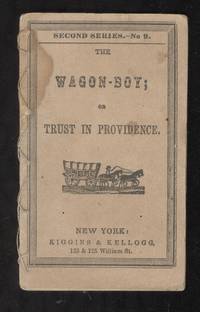 SECOND SERIES.—No 9.
THE
WAGON-BOY;
OR
TRUST IN PROVIDENCE.
NEW YORK:
KIGGINS & KELLOGG,
123 & 125 William St.